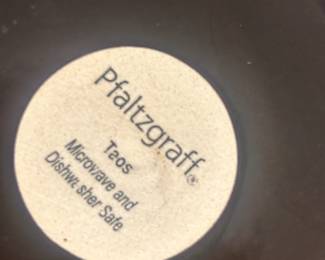 Pfaltzgraff®
Taos
Microwave and
Dishwasher Safe